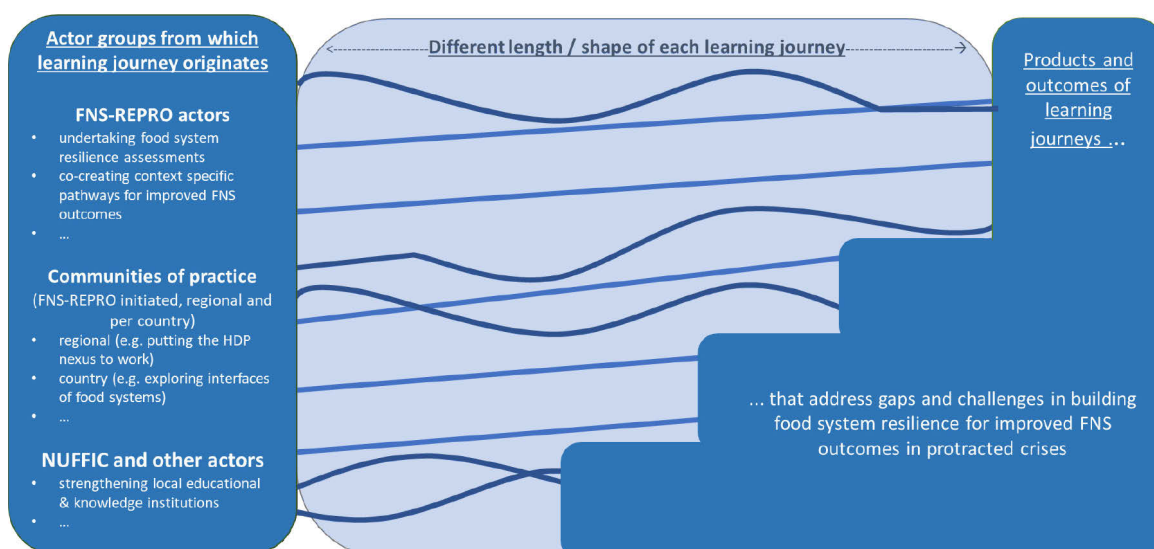 Actor groups from which
learning journey originates
FNS-REPRO actors
• undertaking food system
resilience assessments
• co-creating context specific
pathways for improved FNS
outcomes
• ...
Communities of practice
(FNS-REPRO initiated, regional and
per country)
• regional (e.g. putting the HDP
nexus to work)
• country (e.g. exploring interfaces
of food systems)
• ...
NUFFIC and other actors
• strengthening local educational
& knowledge institutions
• ...
Different length / shape of each learning journey
Products and
outcomes of
learning
journeys ...
... that address gaps and challenges in building
food system resilience for improved FNS
outcomes in protracted crises